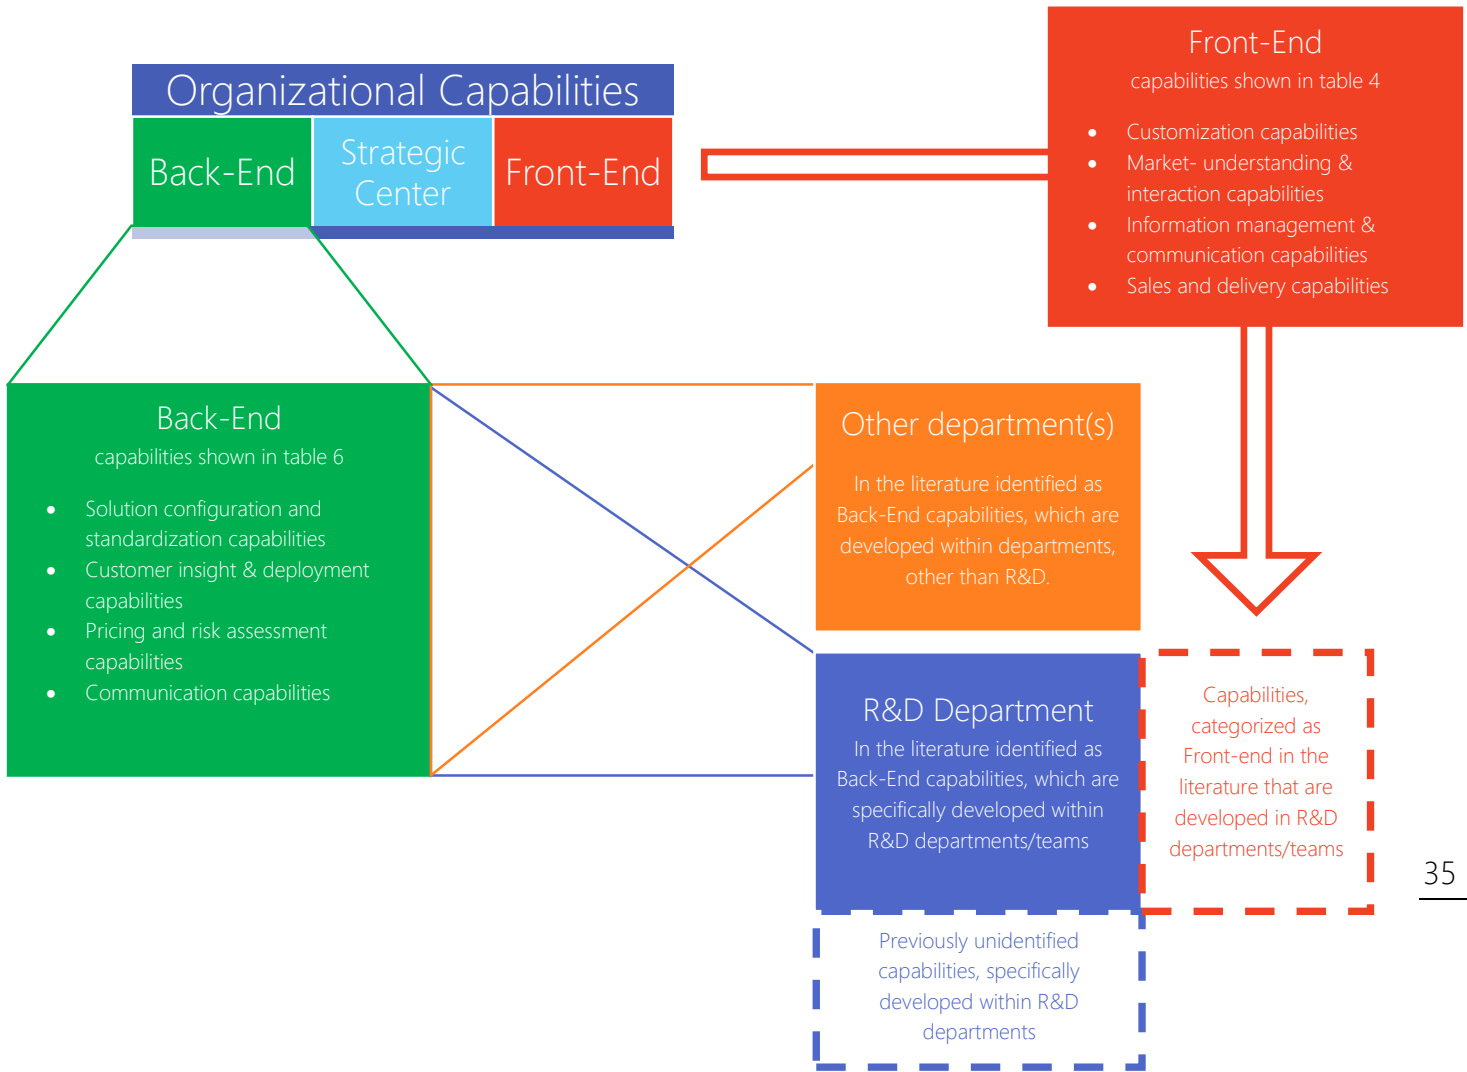 Organizational Capabilities
Back-End
Strategic
Center
Front-End
Front-End
capabilities shown in table 4
• Customization capabilities
• Market- understanding &
interaction capabilities
• Information management &
communication capabilities
• Sales and delivery capabilities
Back-End
capabilities shown in table 6
• Solution configuration and
standardization capabilities
• Customer insight & deployment
capabilities
• Pricing and risk assessment
capabilities
• Communication capabilities
Other department(s)
In the literature identified as
Back-End capabilities, which are
developed within departments,
other than R&D.
R&D Department
In the literature identified as
Back-End capabilities, which are
specifically developed within
R&D departments/teams
Capabilities,
categorized as
Front-end in the
literature that are
developed in R&D
departments/teams
35
Previously unidentified
capabilities, specifically
developed within R&D
departments